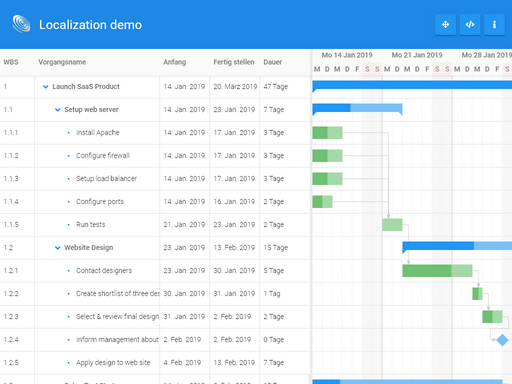 Localization demo
Mo 14 Jan 2019 Mo 21 Jan 2019 Mo 28 Jan 2019
WBS Vorgangsname Anfang Fertig stellen Dauer M D M D F S S M D M D F S S M D M D F S
1 Launch SaaS Product 14. Jan. 2019 20. März 2019 47 Tage
1.1 Setup web server 14. Jan. 2019 23. Jan. 2019 7 Tage
1.1.1 Install Apache 14. Jan. 2019 17. Jan. 2019 3 Tage
1.1.2 Configure firewall 14. Jan. 2019 17. Jan. 2019 3 Tage
1.1.3 Setup load balancer 14. Jan. 2019 17. Jan. 2019 3 Tage
1.1.4 Configure ports 14. Jan. 2019 16. Jan. 2019 2 Tage
1.1.5 Run tests 21. Jan. 2019 23. Jan. 2019 2 Tage
1.2 Website Design 23. Jan. 2019 13. Feb. 2019 15 Tage
1.2.1 Contact designers 23. Jan. 2019 30. Jan. 2019 5 Tage
1.2.2 Create shortlist of three des 30. Jan. 2019 31. Jan. 2019 1 Tag
1.2.3 Select & review final design 31. Jan. 2019 2. Feb. 2019 2 Tage
1.2.4 Inform management about 2. Feb. 2019 2. Feb. 2019 0 Tage
1.2.5 Apply design to web site 4. Feb. 2019 13. Feb. 2019 7 Tage